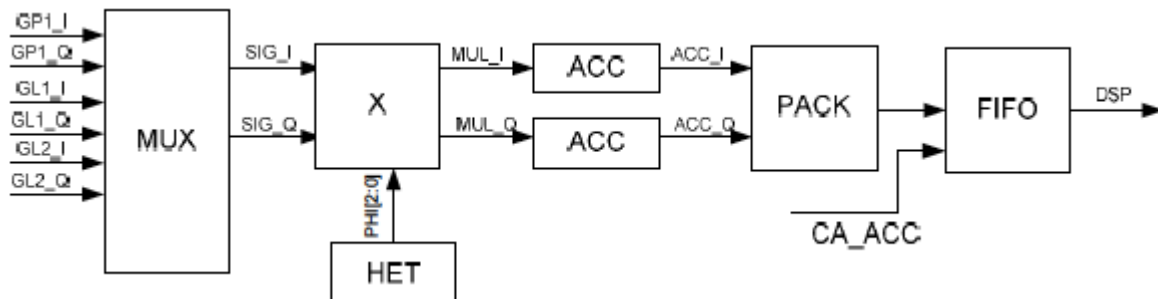 GP1_I
GP1_Q
GL1_I
GL1_Q
GL2_I
GL2_Q
MUX
SIG_I
SIG_Q
X
PHI[2:0]
HET
MUL_I
MUL_Q
ACC
ACC
ACC_I
ACC_Q
PACK
CA_ACC
FIFO
DSP